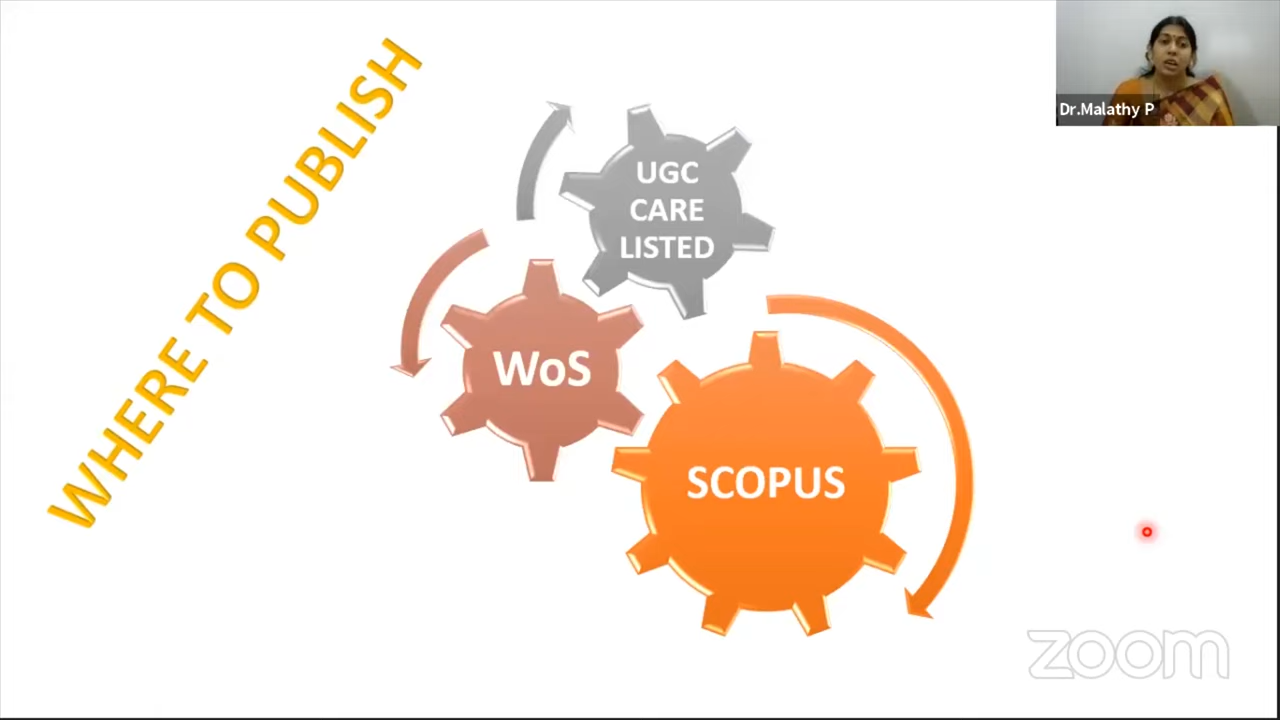 WHERE TO PUBLISH
Dr.Malathy P
UGC
CARE
LISTED
WoS
SCOPUS
zoom